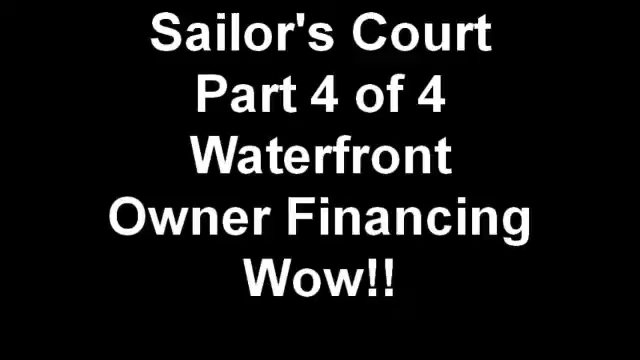 Sailor's Court
Part 4 of 4
Waterfront
Owner Financing
Wow!!